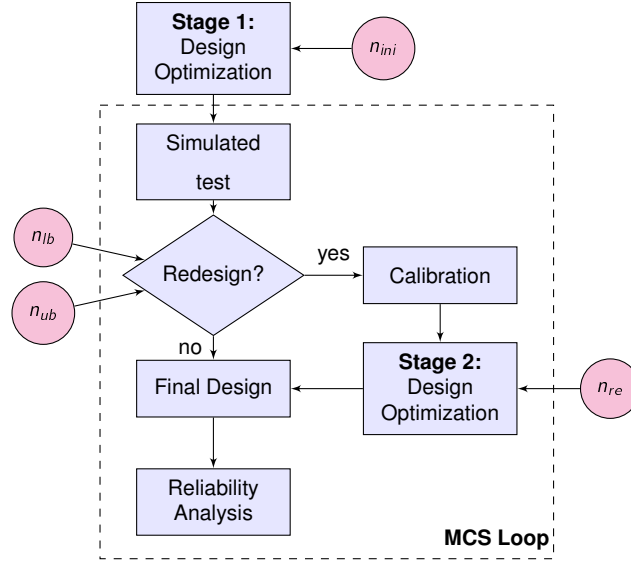 Stage 1:
Design
Optimization
n_ini
Simulated
test
n_lb
n_ub
Redesign?
yes
Calibration
no
Final Design
Stage 2:
Design
Optimization
n_re
Reliability
Analysis
MCS Loop